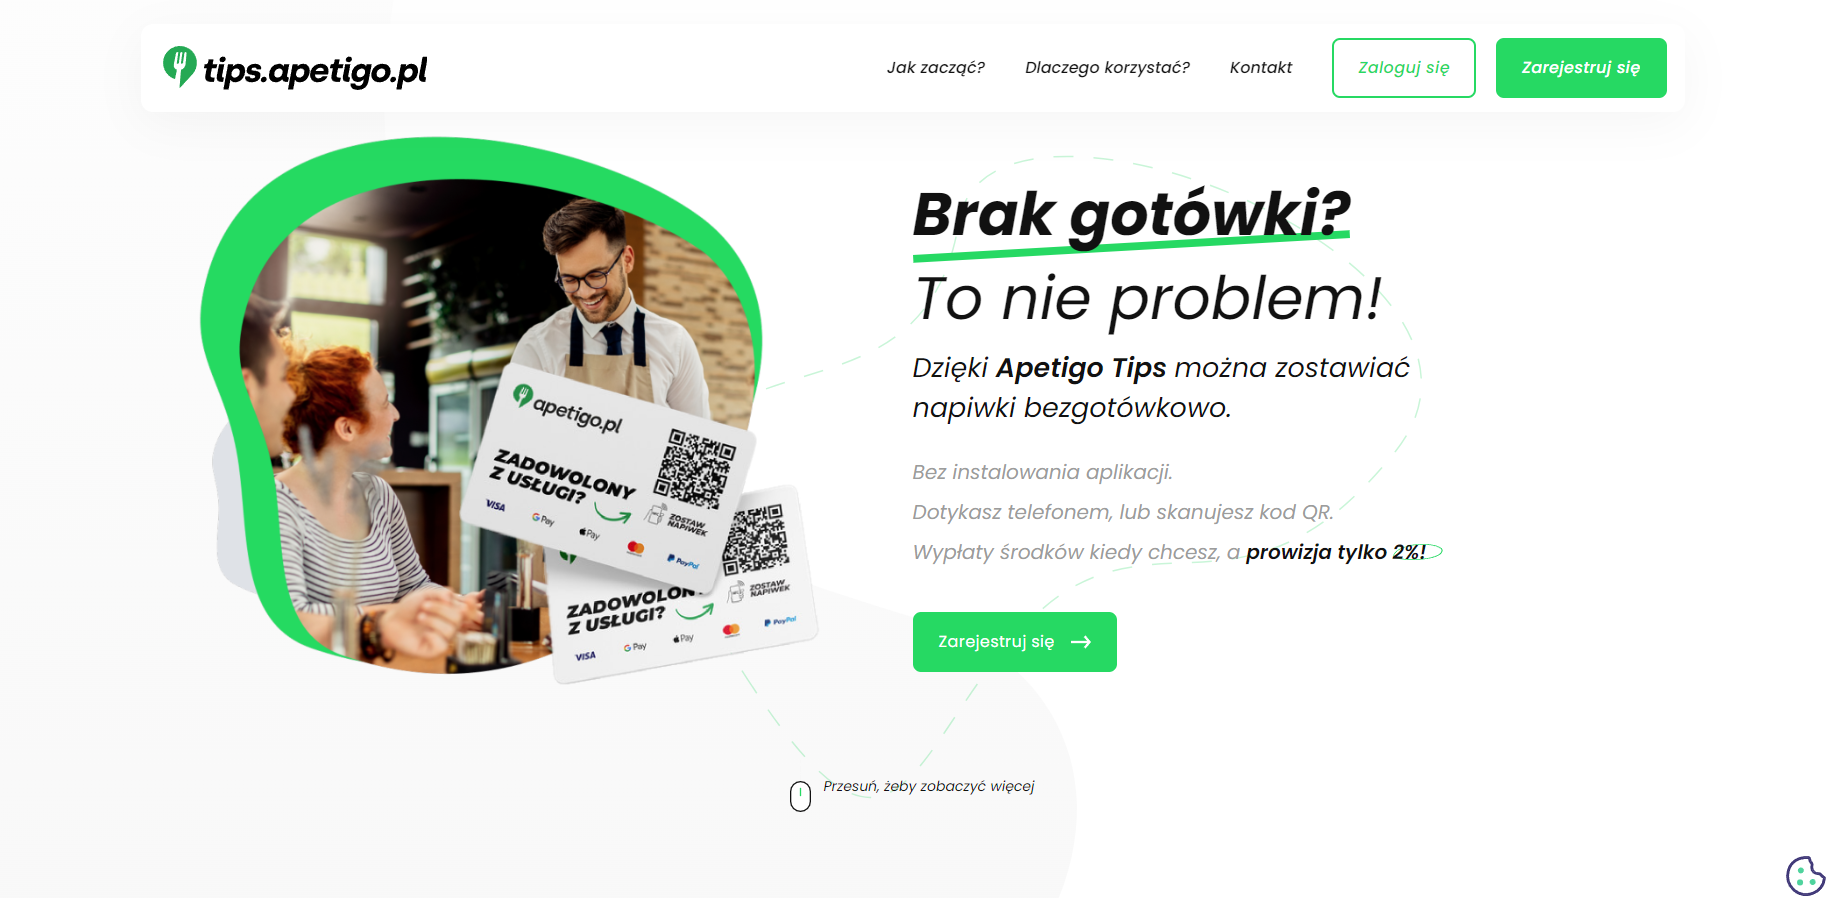 tips.apetigo.pl
Jak zacząć?
Dlaczego korzystać?
Kontakt
Zaloguj się
Zarejestruj się
Brak gotówki?
To nie problem!
Dzięki Apetigo Tips można zostawiać
napiwki bezgotówkowo.
Bez instalowania aplikacji.
Dotykasz telefonem, lub skanujesz kod QR.
Wypłaty środków kiedy chcesz, a prowizja tylko 2%!
Zarejestruj się
apetigo.pl
ZADOWOLONY
Z USŁUGI?
ZOSTAW
NAPIWEK
VISA
G Pay
Pay
PayPal
ZADOWOLON
Z USŁUGI?
ZOSTAW
NAPIWEK
VISA
G Pay
Pay
PayPal
Przesuń, żeby zobaczyć więcej